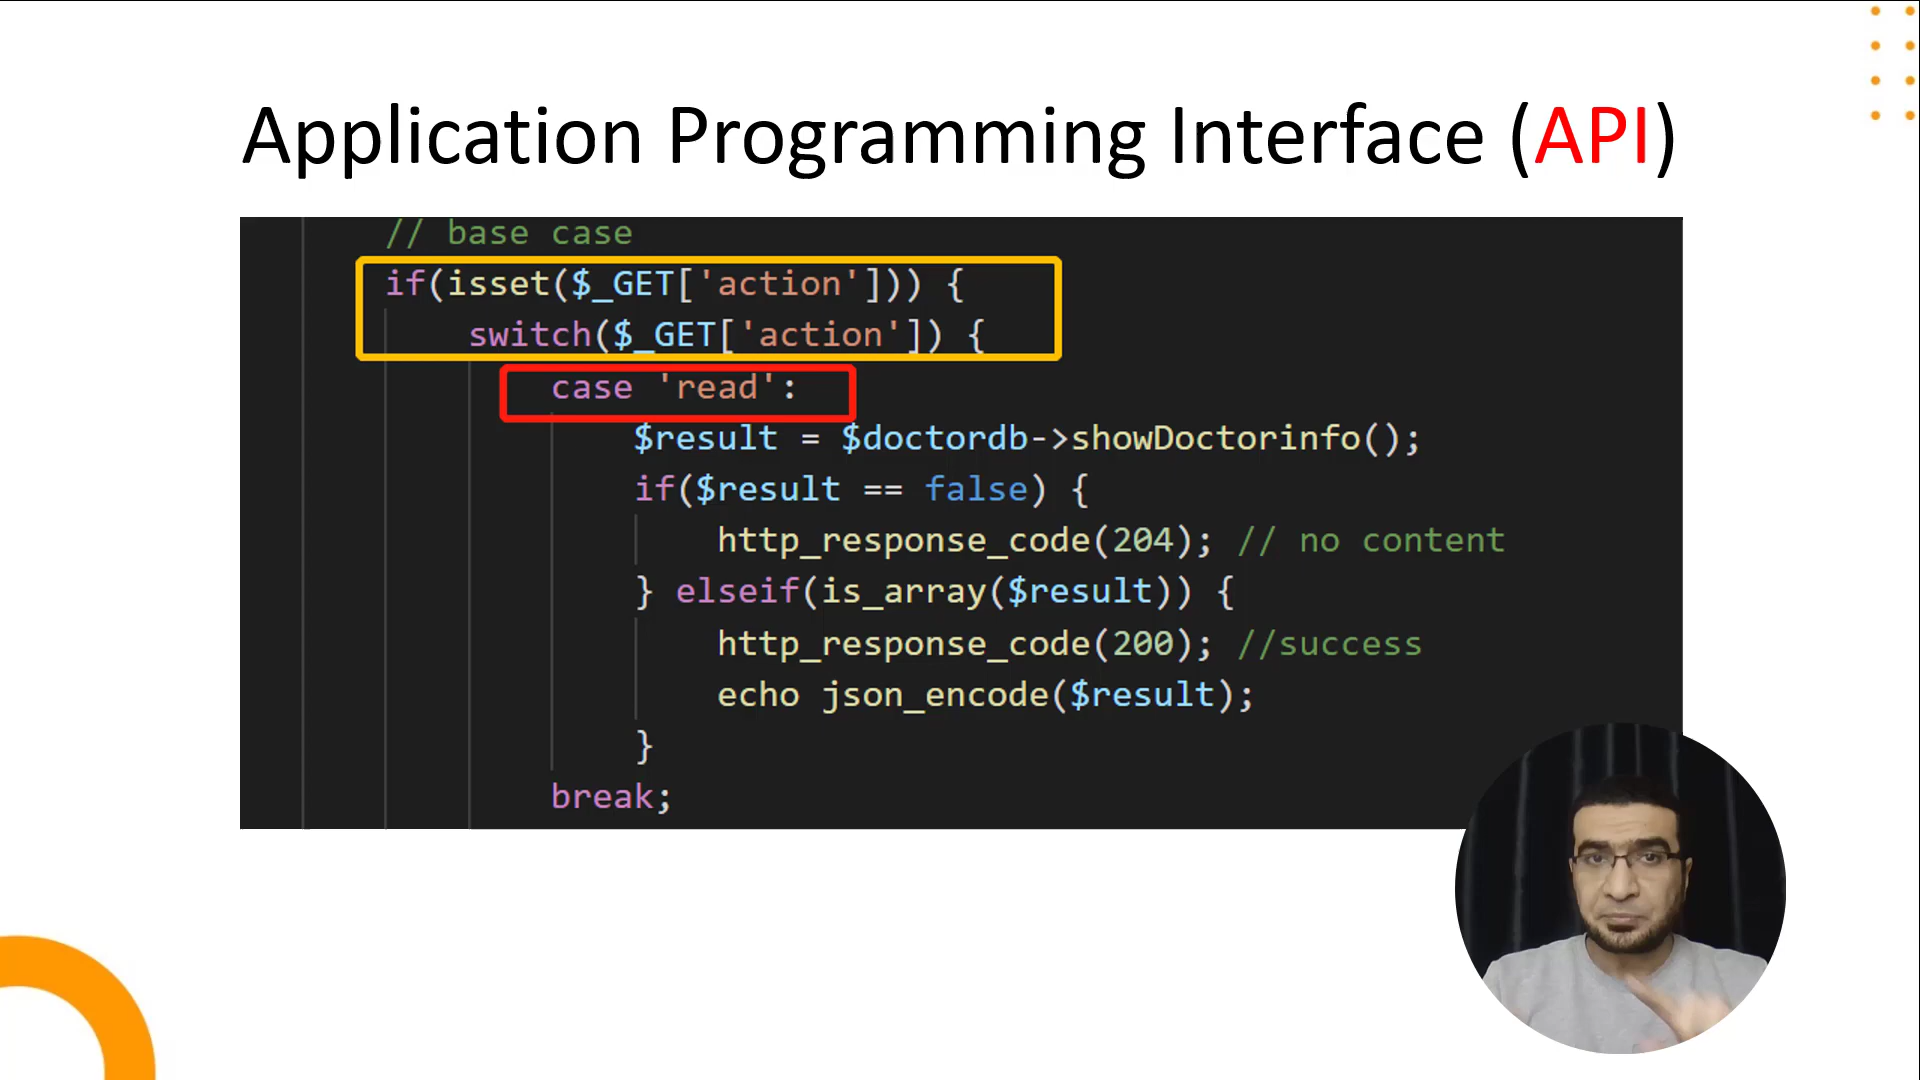 Application Programming Interface (API)
// base case
if(isset($_GET['action'])) {
switch($_GET['action']) {
case 'read':
$result = $doctordb->showDoctorinfo();
if($result == false) {
http_response_code(204); // no content
} elseif(is_array($result)) {
http_response_code(200); //success
echo json_encode($result);
}
break;